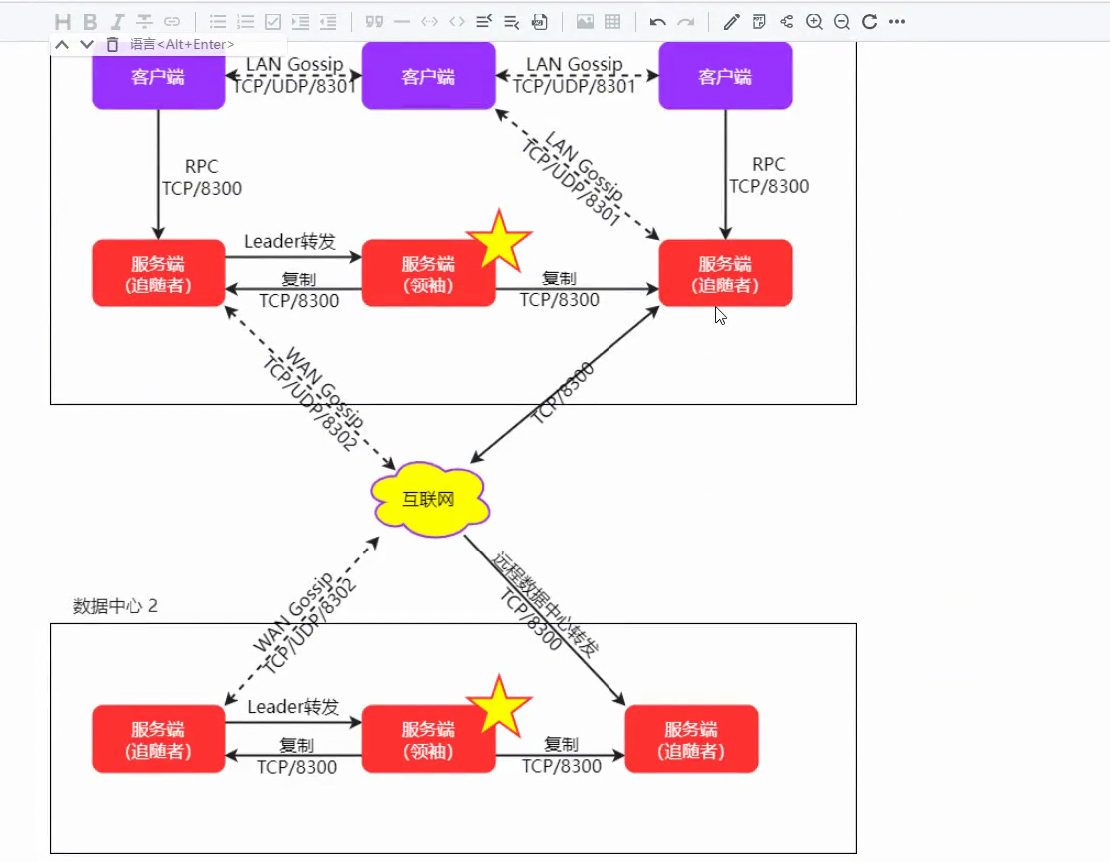 语言<Alt+Enter>
客户端
LAN Gossip
TCP/UDP/8301
客户端
LAN Gossip
TCP/UDP/8301
客户端
RPC
TCP/8300
LAN Gossip
TCP/UDP/8301
RPC
TCP/8300
服务端
(追随者)
Leader转发
复制
TCP/8300
服务端
(领袖)
复制
TCP/8300
服务端
(追随者)
WAN Gossip
TCP/UDP/8302
TCP/8300
互联网
WAN Gossip
TCP/UDP/8302
远程数据中心转发
TCP/8300
数据中心 2
服务端
(追随者)
Leader转发
复制
TCP/8300
服务端
(领袖)
复制
TCP/8300
服务端
(追随者)